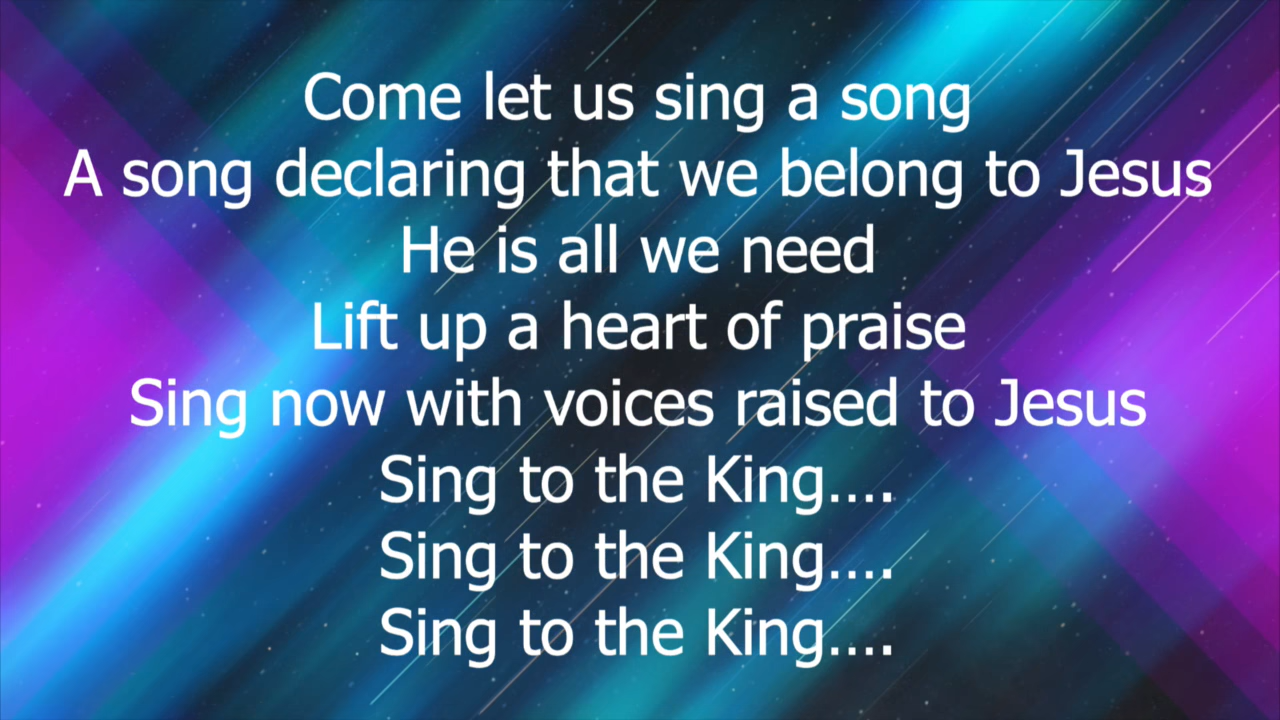 Come let us sing a song
A song declaring that we belong to Jesus
He is all we need
Lift up a heart of praise
Sing now with voices raised to Jesus
Sing to the King....
Sing to the King....
Sing to the King....